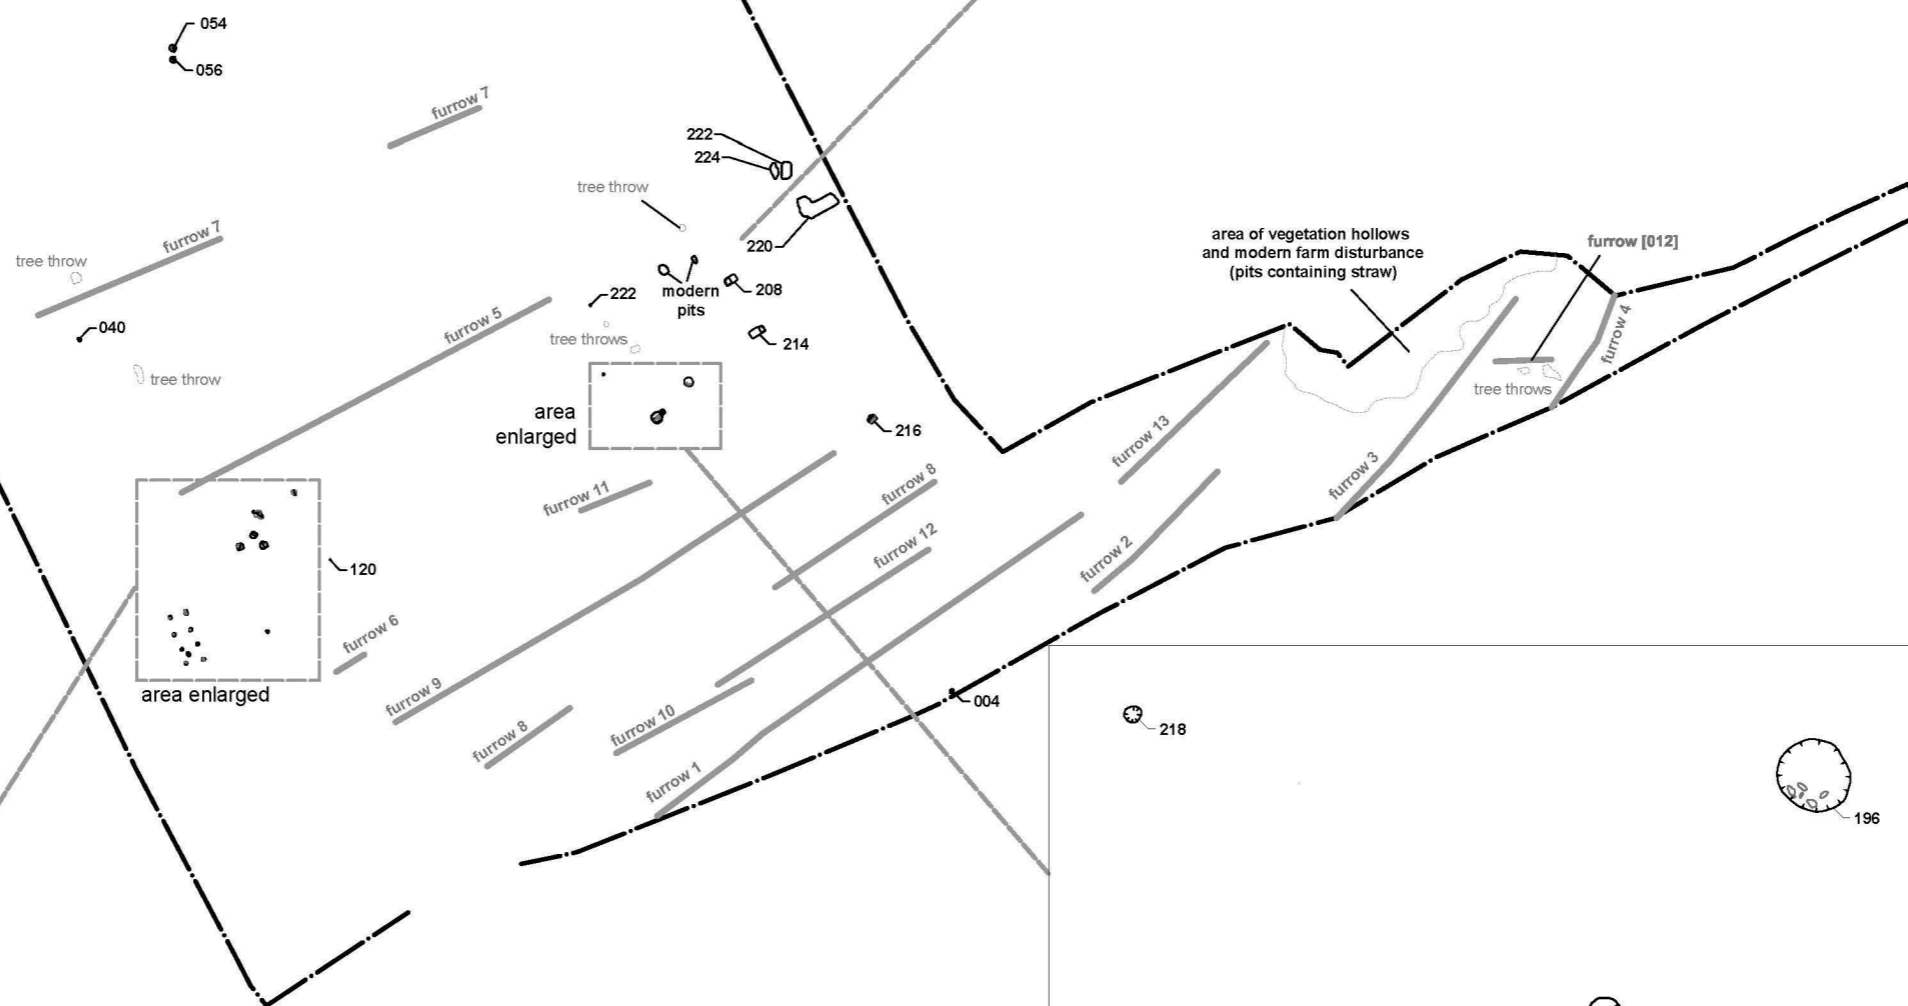 054
056
furrow 7
222
224
tree throw
220
furrow 7
tree throw
modern
pits
208
222
040
furrow 5
tree throws
214
tree throw
area
enlarged
216
area of vegetation hollows
and modern farm disturbance
(pits containing straw)
furrow [012]
furrow 4
tree throws
furrow 13
furrow 3
furrow 11
furrow 8
furrow 12
furrow 2
120
furrow 6
area enlarged
furrow 9
furrow 8
furrow 10
furrow 1
004
218
196